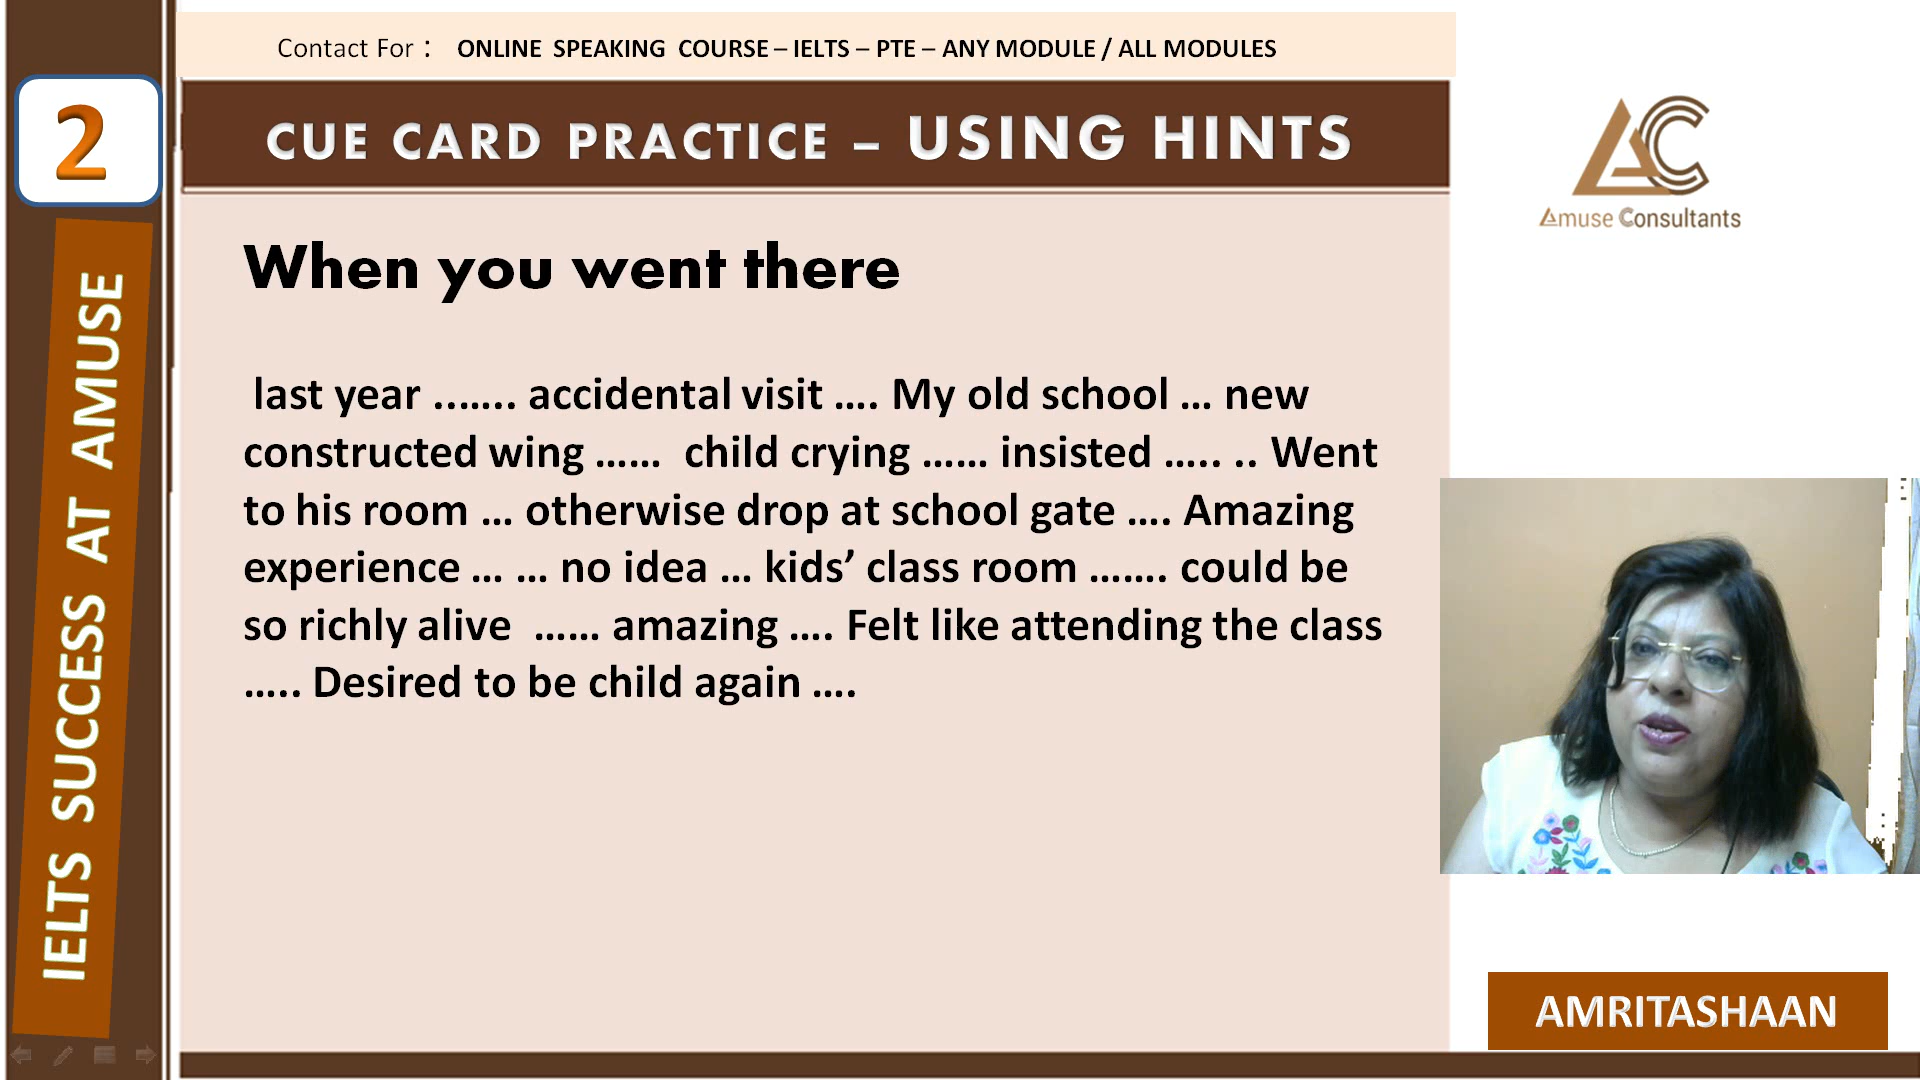 Contact For : ONLINE SPEAKING COURSE – IELTS – PTE – ANY MODULE / ALL MODULES
2
CUE CARD PRACTICE – USING HINTS
AC
Amuse Consultants
IELTS SUCCESS AT AMUSE
When you went there
last year ....... accidental visit .... My old school ... new
constructed wing ...... child crying ...... insisted ..... .. Went
to his room ... otherwise drop at school gate .... Amazing
experience ... ... no idea ... kids’ class room ....... could be
so richly alive ...... amazing .... Felt like attending the class
..... Desired to be child again ....
AMRITASHAAN